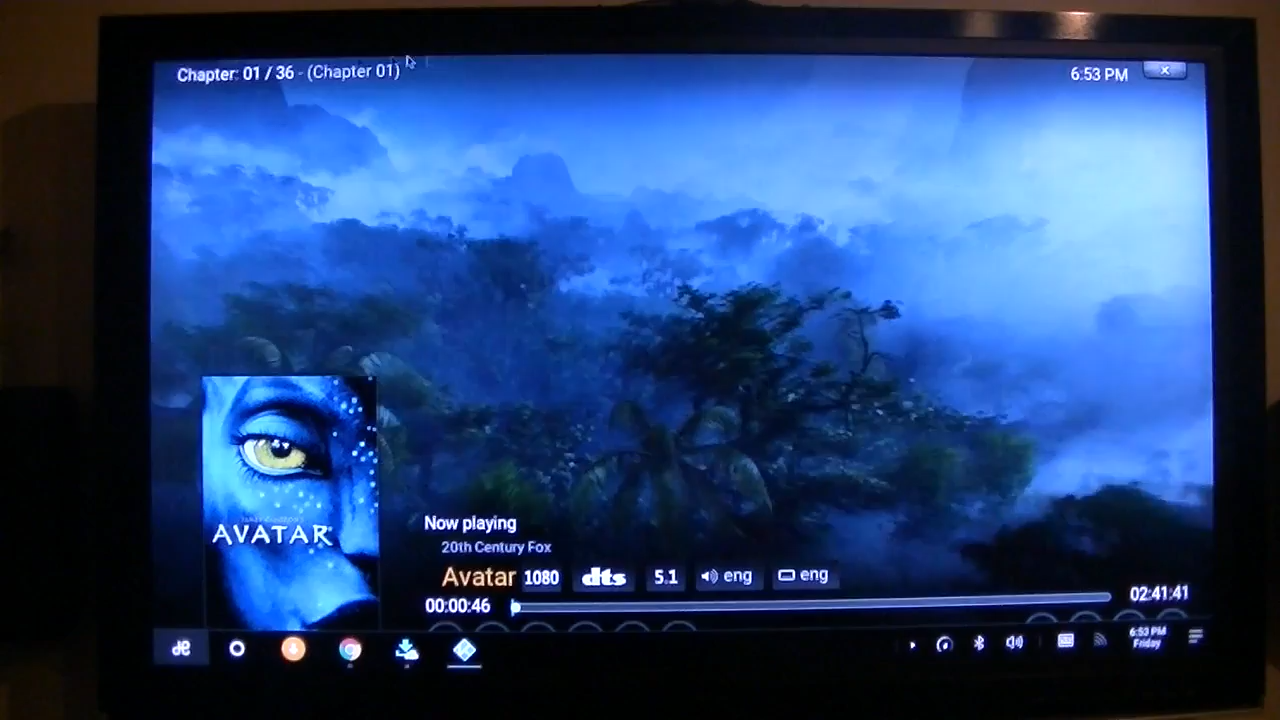 Chapter: 01 / 36 - (Chapter 01)
6:53 PM
AVATAR
Now playing
20th Century Fox
Avatar 1080 dts 5.1 eng eng
00:00:46
02:41:41
6:53 PM
Friday